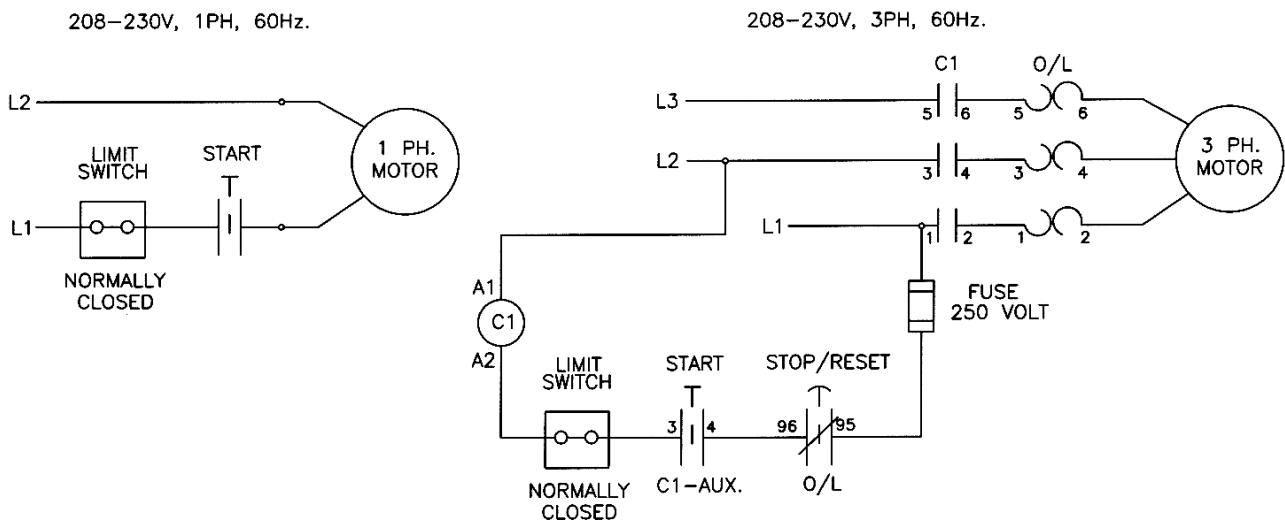 208-230V, 1PH, 60Hz.
L2
LIMIT
SWITCH
START
1 PH.
MOTOR
L1
NORMALLY
CLOSED
208-230V, 3PH, 60Hz.
C1
O/L
L3
5
6
5
6
L2
3
4
3
4
3 PH.
MOTOR
L1
1
2
1
2
A1
C1
A2
FUSE
250 VOLT
LIMIT
SWITCH
START
STOP/RESET
3
4
96
95
NORMALLY
CLOSED
C1-AUX.
O/L